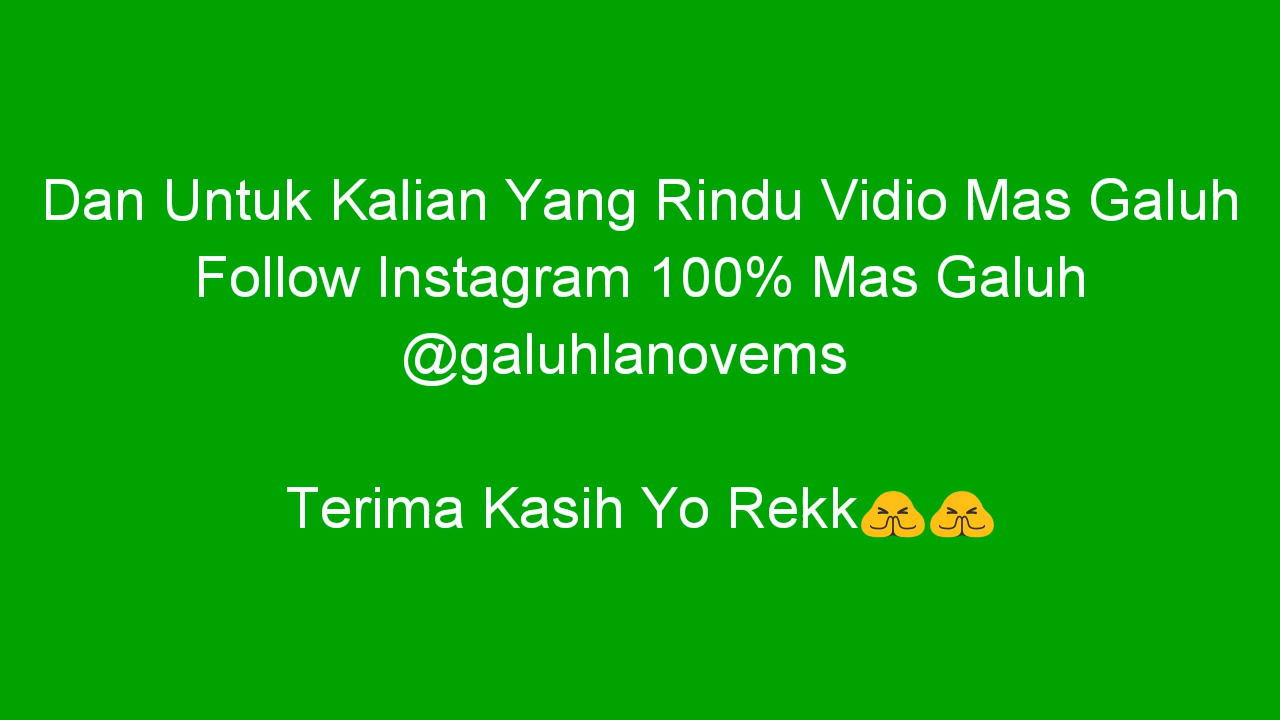 Dan Untuk Kalian Yang Rindu Vidio Mas Galuh
Follow Instagram 100% Mas Galuh
@galuhlanovems
Terima Kasih Yo Rekk🙏🙏